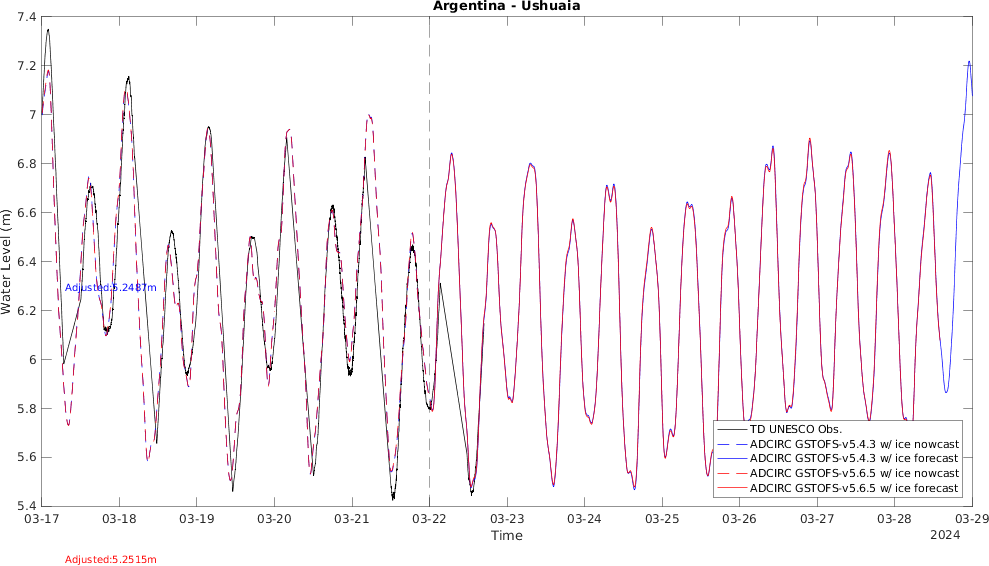 Argentina - Ushuaia
7.4
7.2
7
6.8
6.6
6.4
6.2
6
5.8
5.6
5.4
Water Level (m)
Adjusted:5.2487m
TD UNESCO Obs.
ADCIRC GSTOFS-v5.4.3 w/ ice nowcast
ADCIRC GSTOFS-v5.4.3 w/ ice forecast
ADCIRC GSTOFS-v5.6.5 w/ ice nowcast
ADCIRC GSTOFS-v5.6.5 w/ ice forecast
03-17 03-18 03-19 03-20 03-21 03-22 03-23 03-24 03-25 03-26 03-27 03-28 03-29
Time
2024
Adjusted:5.2515m